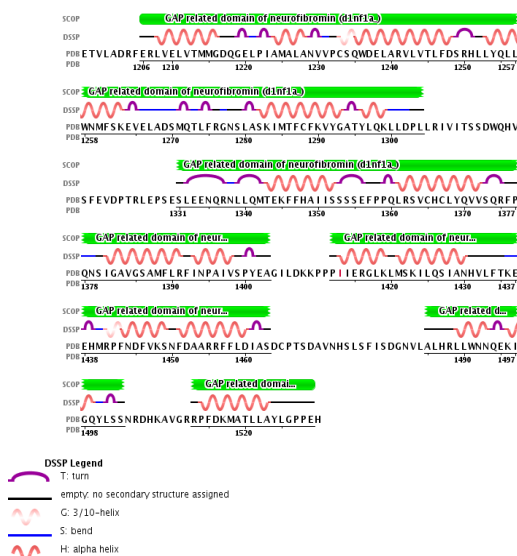 SCOP GAP related domain of neurofibromin (d1nf1a_)
DSSP
PDB ETVLADRFERLVELVTMMGDQGELPIAMALANVVPCSQWDELARVLVTLFDSRHLLYQLL
PDB 1206 1210 1220 1230 1240 1250 1257
SCOP GAP related domain of neurofibromin (d1nf1a_)
DSSP
PDB WNMFSKEVELADSMQTLFRGNSLASKIMTFCFKVYGATYLQKLLDPLLRIVITSSDWQHV
PDB 1258 1270 1280 1290 1300
SCOP GAP related domain of neurofibromin (d1nf1a_)
DSSP
PDB SFEVDPTRLEPSESLEENQRNLLQMTEKFFHAIISSSSEFPPQLRSVCHCLYQVVSQRFP
PDB 1331 1340 1350 1360 1370 1377
SCOP GAP related domain of neur...
GAP related domain of neur...
DSSP
PDB QNSIGAVGSAMFLRFINPAIVSPYEAGILDKKPPPIIERGLKLMSKILQSIANHVLFTKE
PDB 1378 1390 1400 1420 1430 1437
SCOP GAP related domain of neur...
GAP related d...
DSSP
PDB EHMRPFNDFVKSNFDAARRFFLDIASDCPTSDAVNHSLSFISDGNVLALHRLLWNNQEKI
PDB 1438 1450 1460 1490 1497
SCOP GAP related domai...
DSSP
PDB GQYLSSNRDHKAVGRRPFDKMATLLAYLGPPEH
PDB 1498 1520
DSSP Legend
T: turn
empty: no secondary structure assigned
G: 3/10-helix
S: bend
H: alpha helix